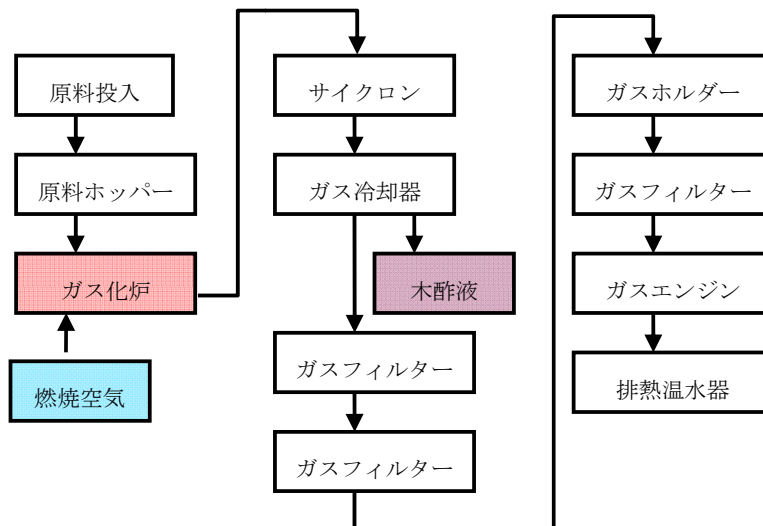 原料投入
原料ホッパー
ガス化炉
燃焼空気
サイクロン
ガス冷却器
木酢液
ガスフィルター
ガスフィルター
ガスホルダー
ガスフィルター
ガスエンジン
排熱温水器